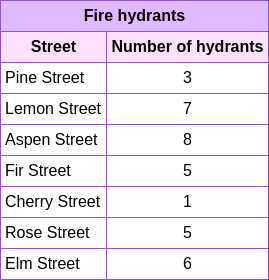 Fire hydrants
Street Number of hydrants
Pine Street 3
Lemon Street 7
Aspen Street 8
Fir Street 5
Cherry Street 1
Rose Street 5
Elm Street 6